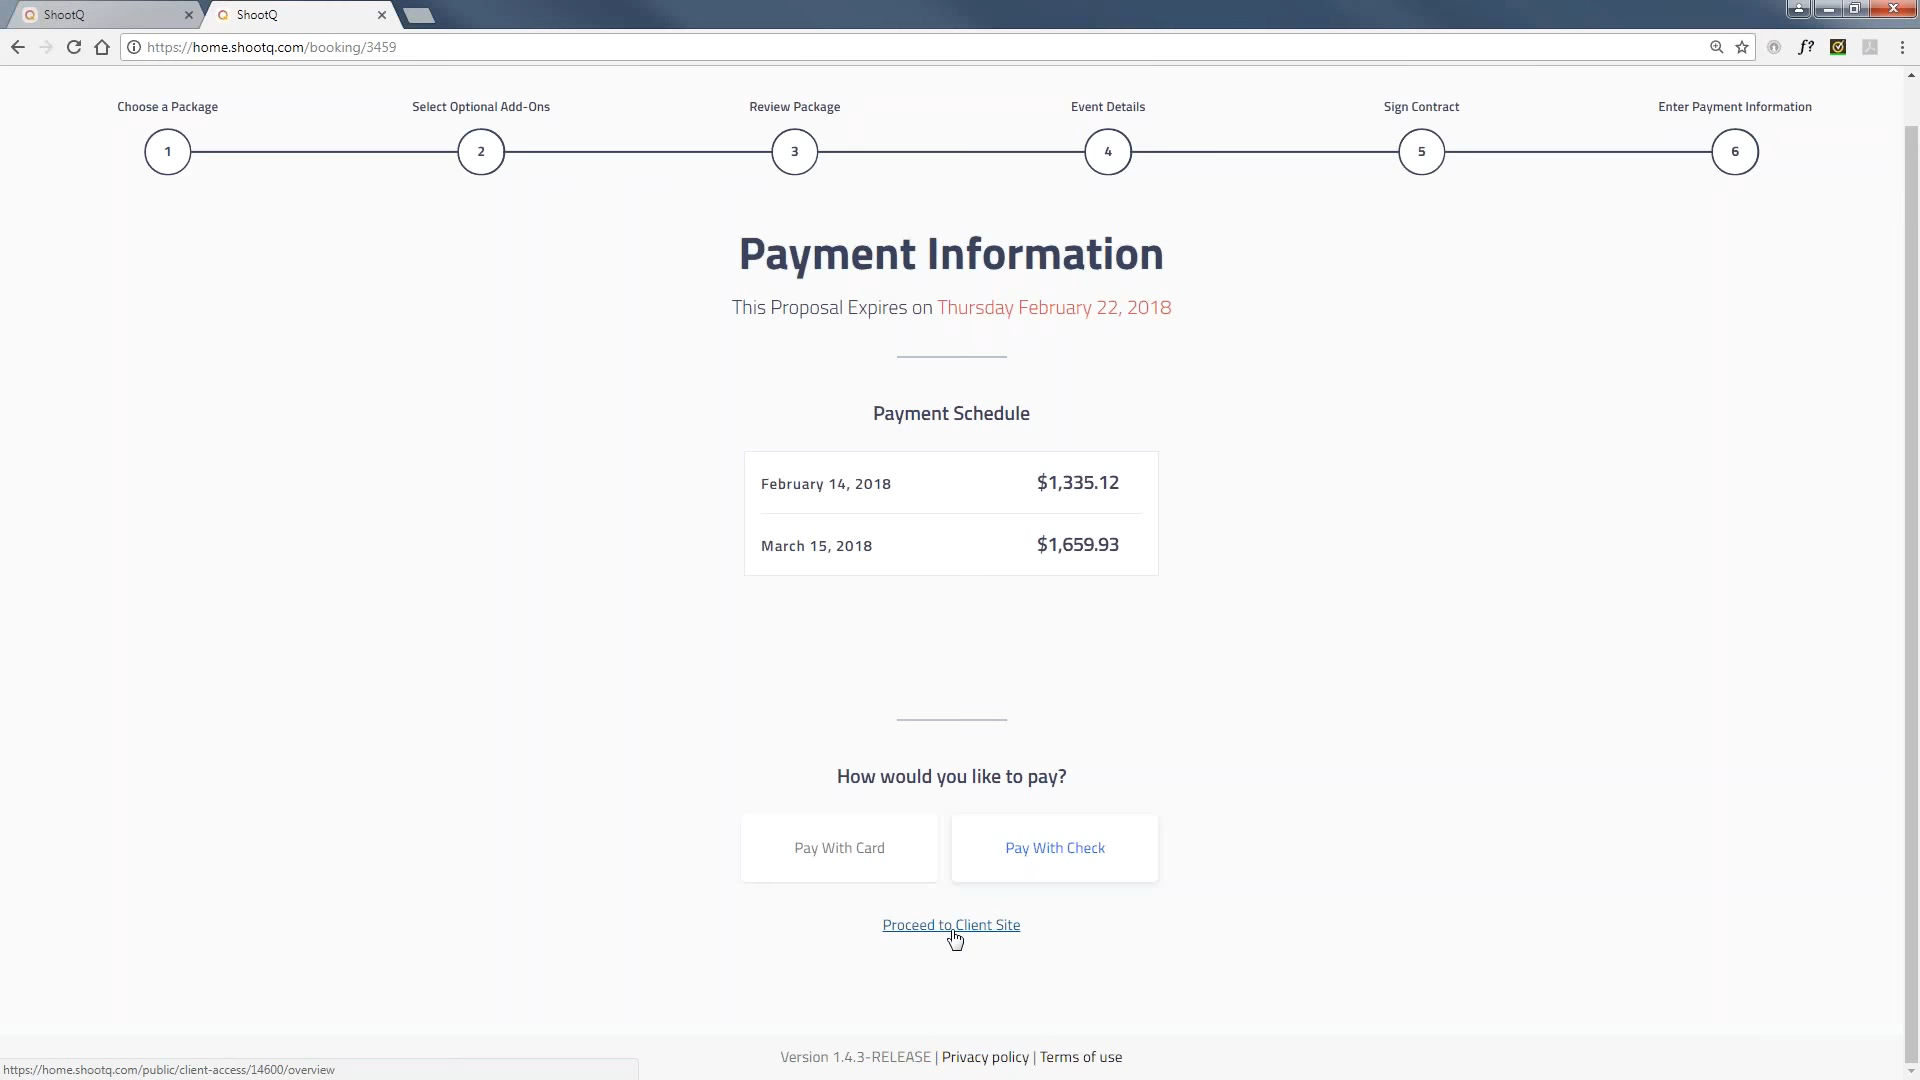 ShootQ
ShootQ
https://home.shootq.com/booking/3459
f?
Choose a Package
Select Optional Add-Ons
Review Package
Event Details
Sign Contract
Enter Payment Information
1
2
3
4
5
6
Payment Information
This Proposal Expires on Thursday February 22, 2018
Payment Schedule
February 14, 2018 $1,335.12
March 15, 2018 $1,659.93
How would you like to pay?
Pay With Card
Pay With Check
Proceed to Client Site
Version 1.4.3-RELEASE | Privacy policy | Terms of use
https://home.shootq.com/public/client-access/14600/overview